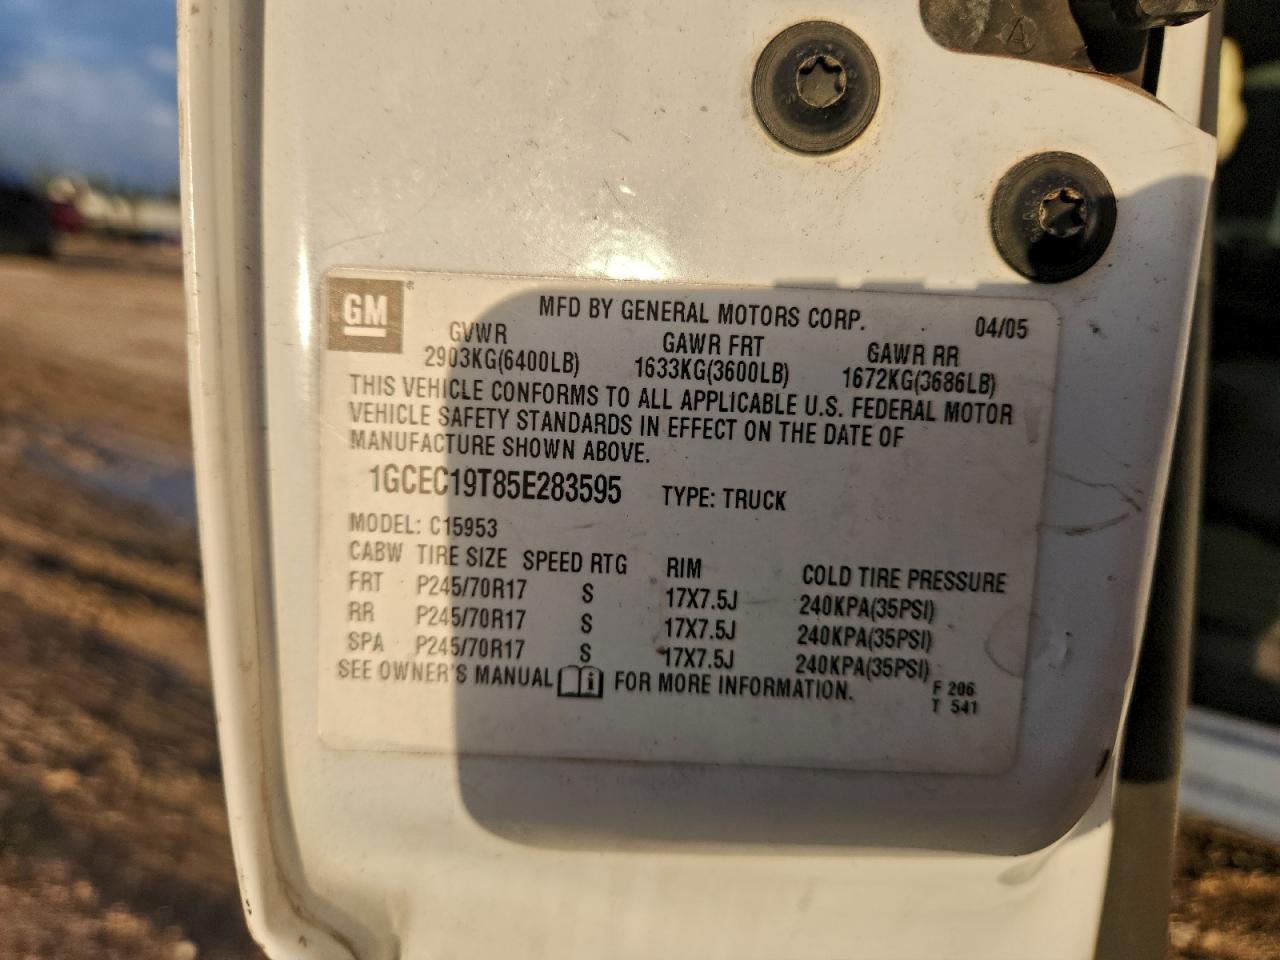 GM
MFD BY GENERAL MOTORS CORP. 04/05
GVWR GAWR FRT GAWR RR
2903KG(6400LB) 1633KG(3600LB) 1672KG(3686LB)
THIS VEHICLE CONFORMS TO ALL APPLICABLE U.S. FEDERAL MOTOR
VEHICLE SAFETY STANDARDS IN EFFECT ON THE DATE OF
MANUFACTURE SHOWN ABOVE.
1GCEC19T85E283595 TYPE: TRUCK
MODEL: C15953
CABW TIRE SIZE SPEED RTG RIM COLD TIRE PRESSURE
FRT P245/70R17 S 17X7.5J 240KPA(35PSI)
RR P245/70R17 S 17X7.5J 240KPA(35PSI)
SPA P245/70R17 S 17X7.5J 240KPA(35PSI)
SEE OWNER'S MANUAL i FOR MORE INFORMATION.
F 206
T 541
A